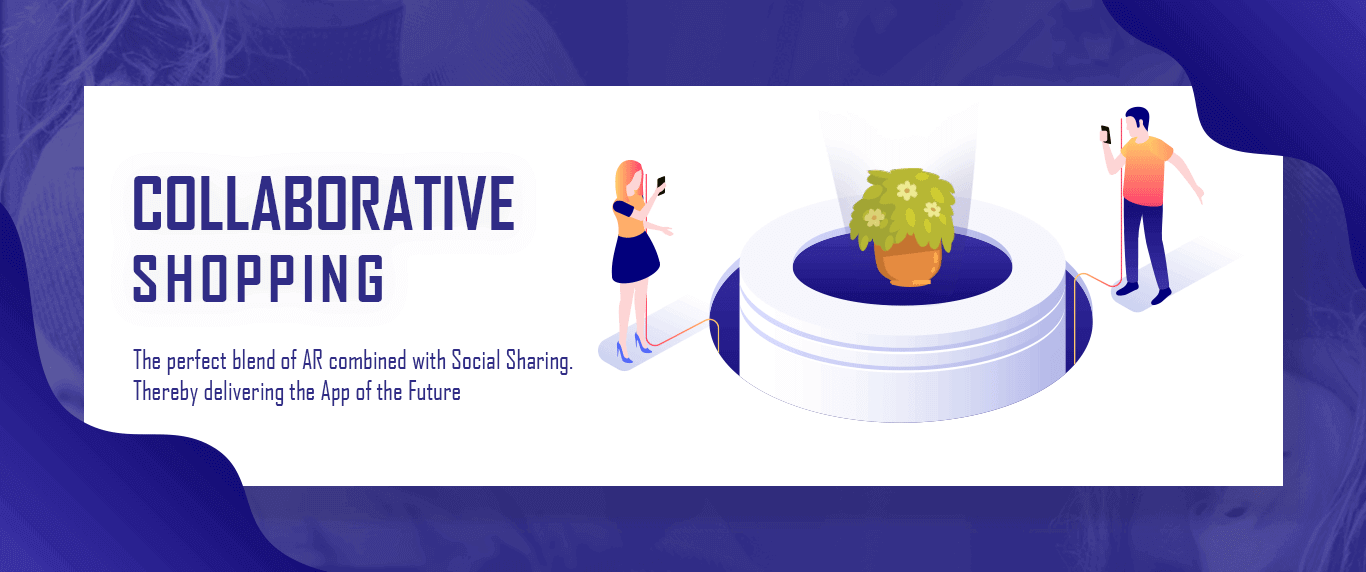 COLLABORATIVE
SHOPPING
The perfect blend of AR combined with Social Sharing.
Thereby delivering the App of the Future